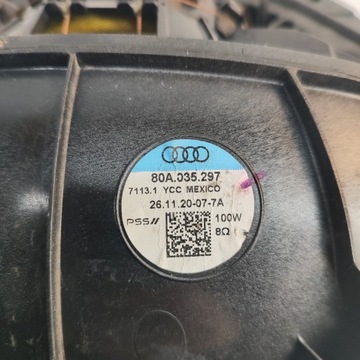 80A.035.297
7113.1 YCC MEXICO
26.11.20-07-7A
PSS//
100W
8Ω